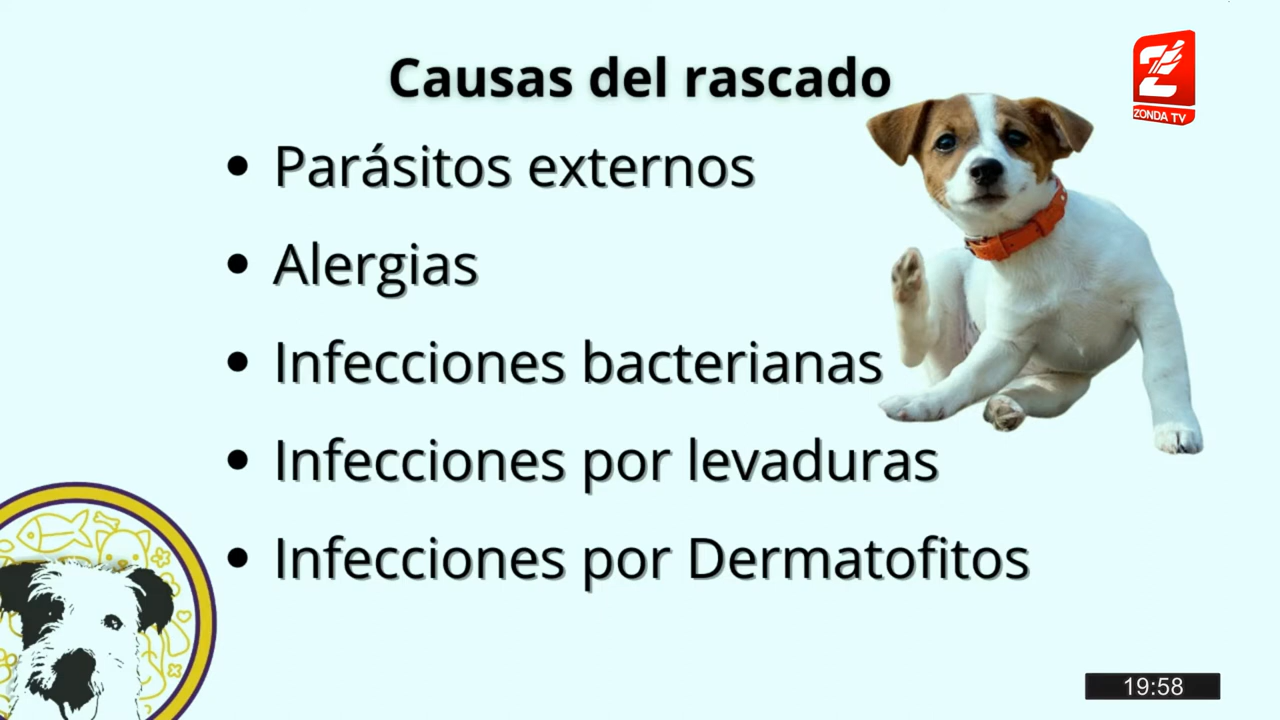 Causas del rascado
ZONDA TV
• Parásitos externos
• Alergias
• Infecciones bacterianas
• Infecciones por levaduras
• Infecciones por Dermatofitos
19:58